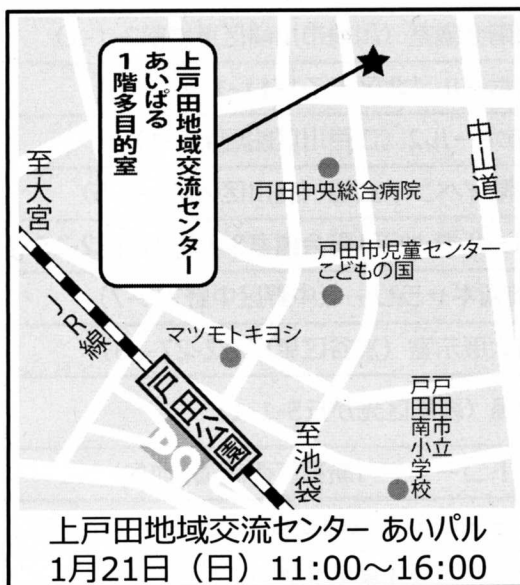 上戸田地域交流センター
あいぱる
1階多目的室
中山道
至大宮
戸田中央総合病院
戸田市児童センター
こどもの国
JR線
マツモトキヨシ
戸田公園
至池袋
戸田市立
戸田南小学校
上戸田地域交流センター あいパル
1月21日（日）11:00～16:00